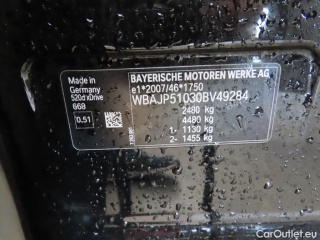 Made in
Germany
520d xDrive
668
0.51
BAYERISCHE MOTOREN WERKE AG
e1*2007/46*1750
WBAJP51030BV49284
2480 kg
4480 kg
1- 1130 kg
2- 1455 kg
CarOutlet.eu